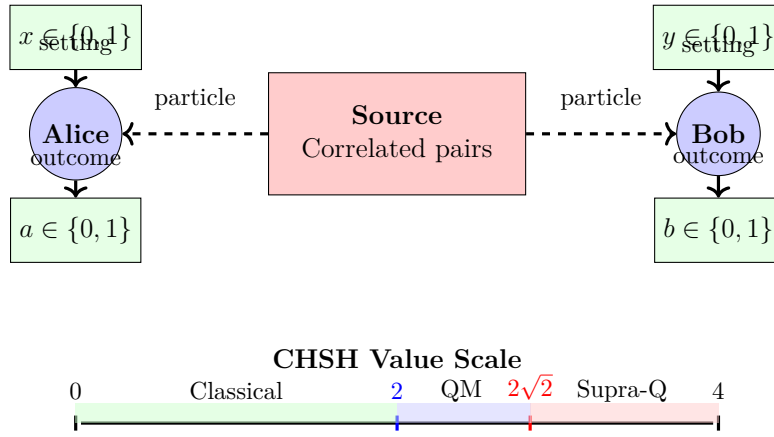 x ∈ {0, 1}
setting
y ∈ {0, 1}
setting
particle
particle
Alice
outcome
Source
Correlated pairs
Bob
outcome
a ∈ {0, 1}
b ∈ {0, 1}
CHSH Value Scale
0 Classical 2 QM 2√2 Supra-Q 4